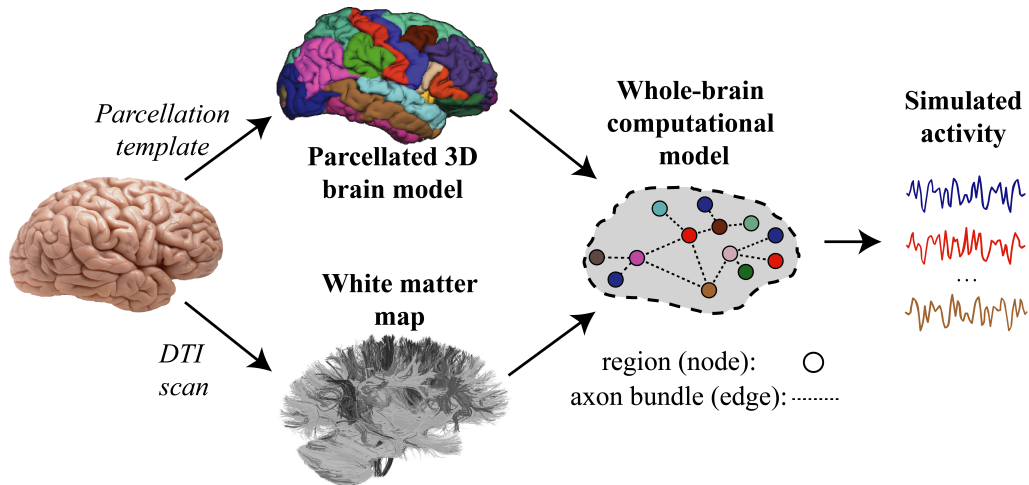 Parcellation
template
Parcellated 3D
brain model
DTI
scan
White matter
map
Whole-brain
computational
model
region (node):
axon bundle (edge):
Simulated
activity
...